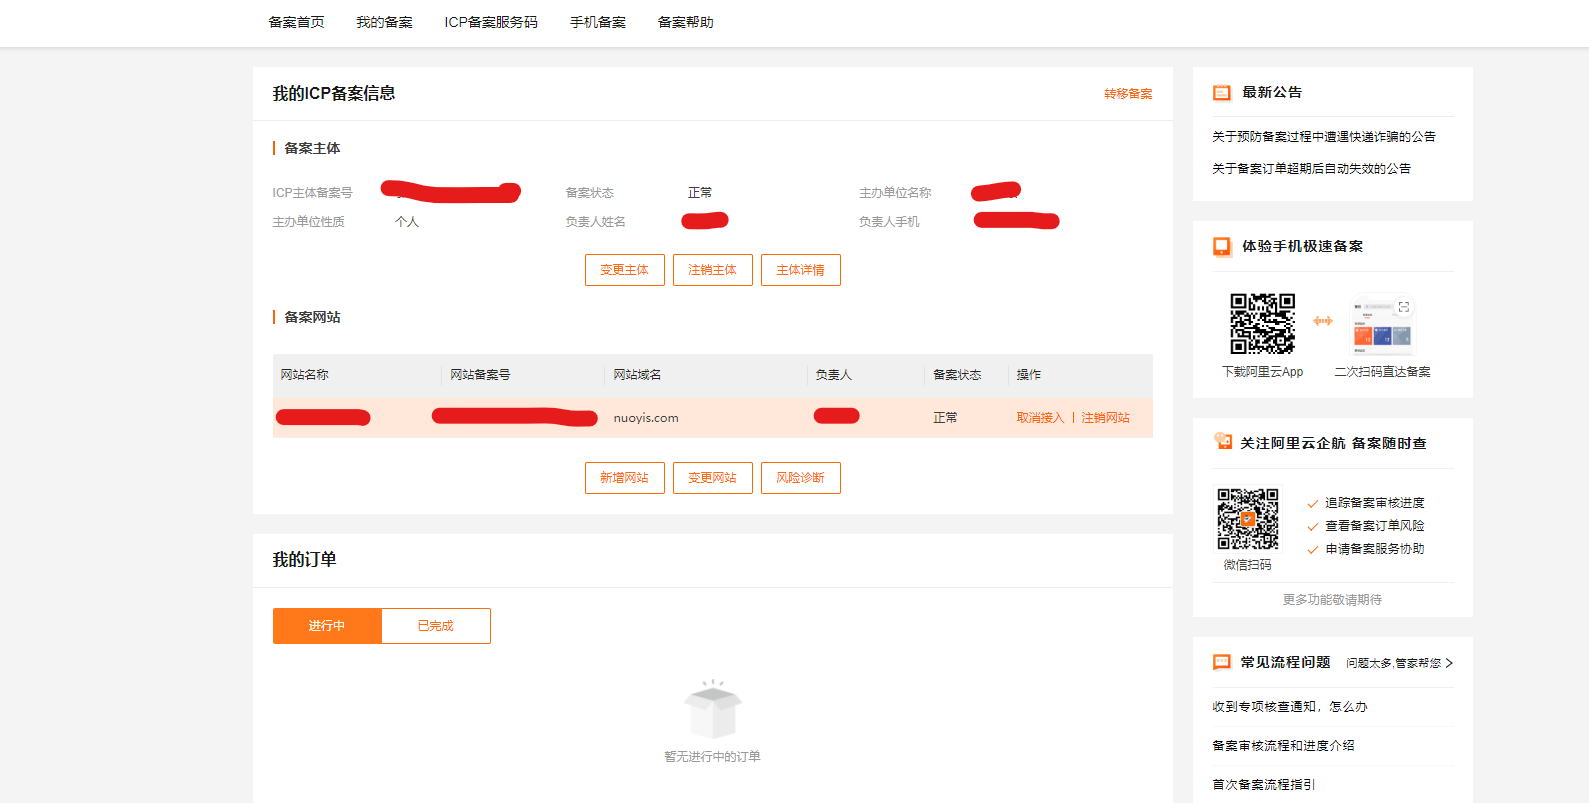 备案首页 我的备案 ICP备案服务码 手机备案 备案帮助
我的ICP备案信息 转移备案
备案主体
ICP主体备案号 备案状态 正常 主办单位名称
主办单位性质 个人 负责人姓名 负责人手机
变更主体 注销主体 主体详情
备案网站
网站名称 网站备案号 网站域名 负责人 备案状态 操作
nuoyis.com 正常 取消接入 | 注销网站
新增网站 变更网站 风险诊断
我的订单
进行中 已完成
暂无进行中的订单
最新公告
关于预防备案过程中遭遇快递诈骗的公告
关于备案订单超期后自动失效的公告
体验手机极速备案
下载阿里云App 二次扫码直达备案
关注阿里云企航 备案随时查
追踪备案审核进度
查看备案订单风险
申请备案服务协助
微信扫码
更多功能敬请期待
常见流程问题 问题太多,管家帮您
收到专项核查通知，怎么办
备案审核流程和进度介绍
首次备案流程指引